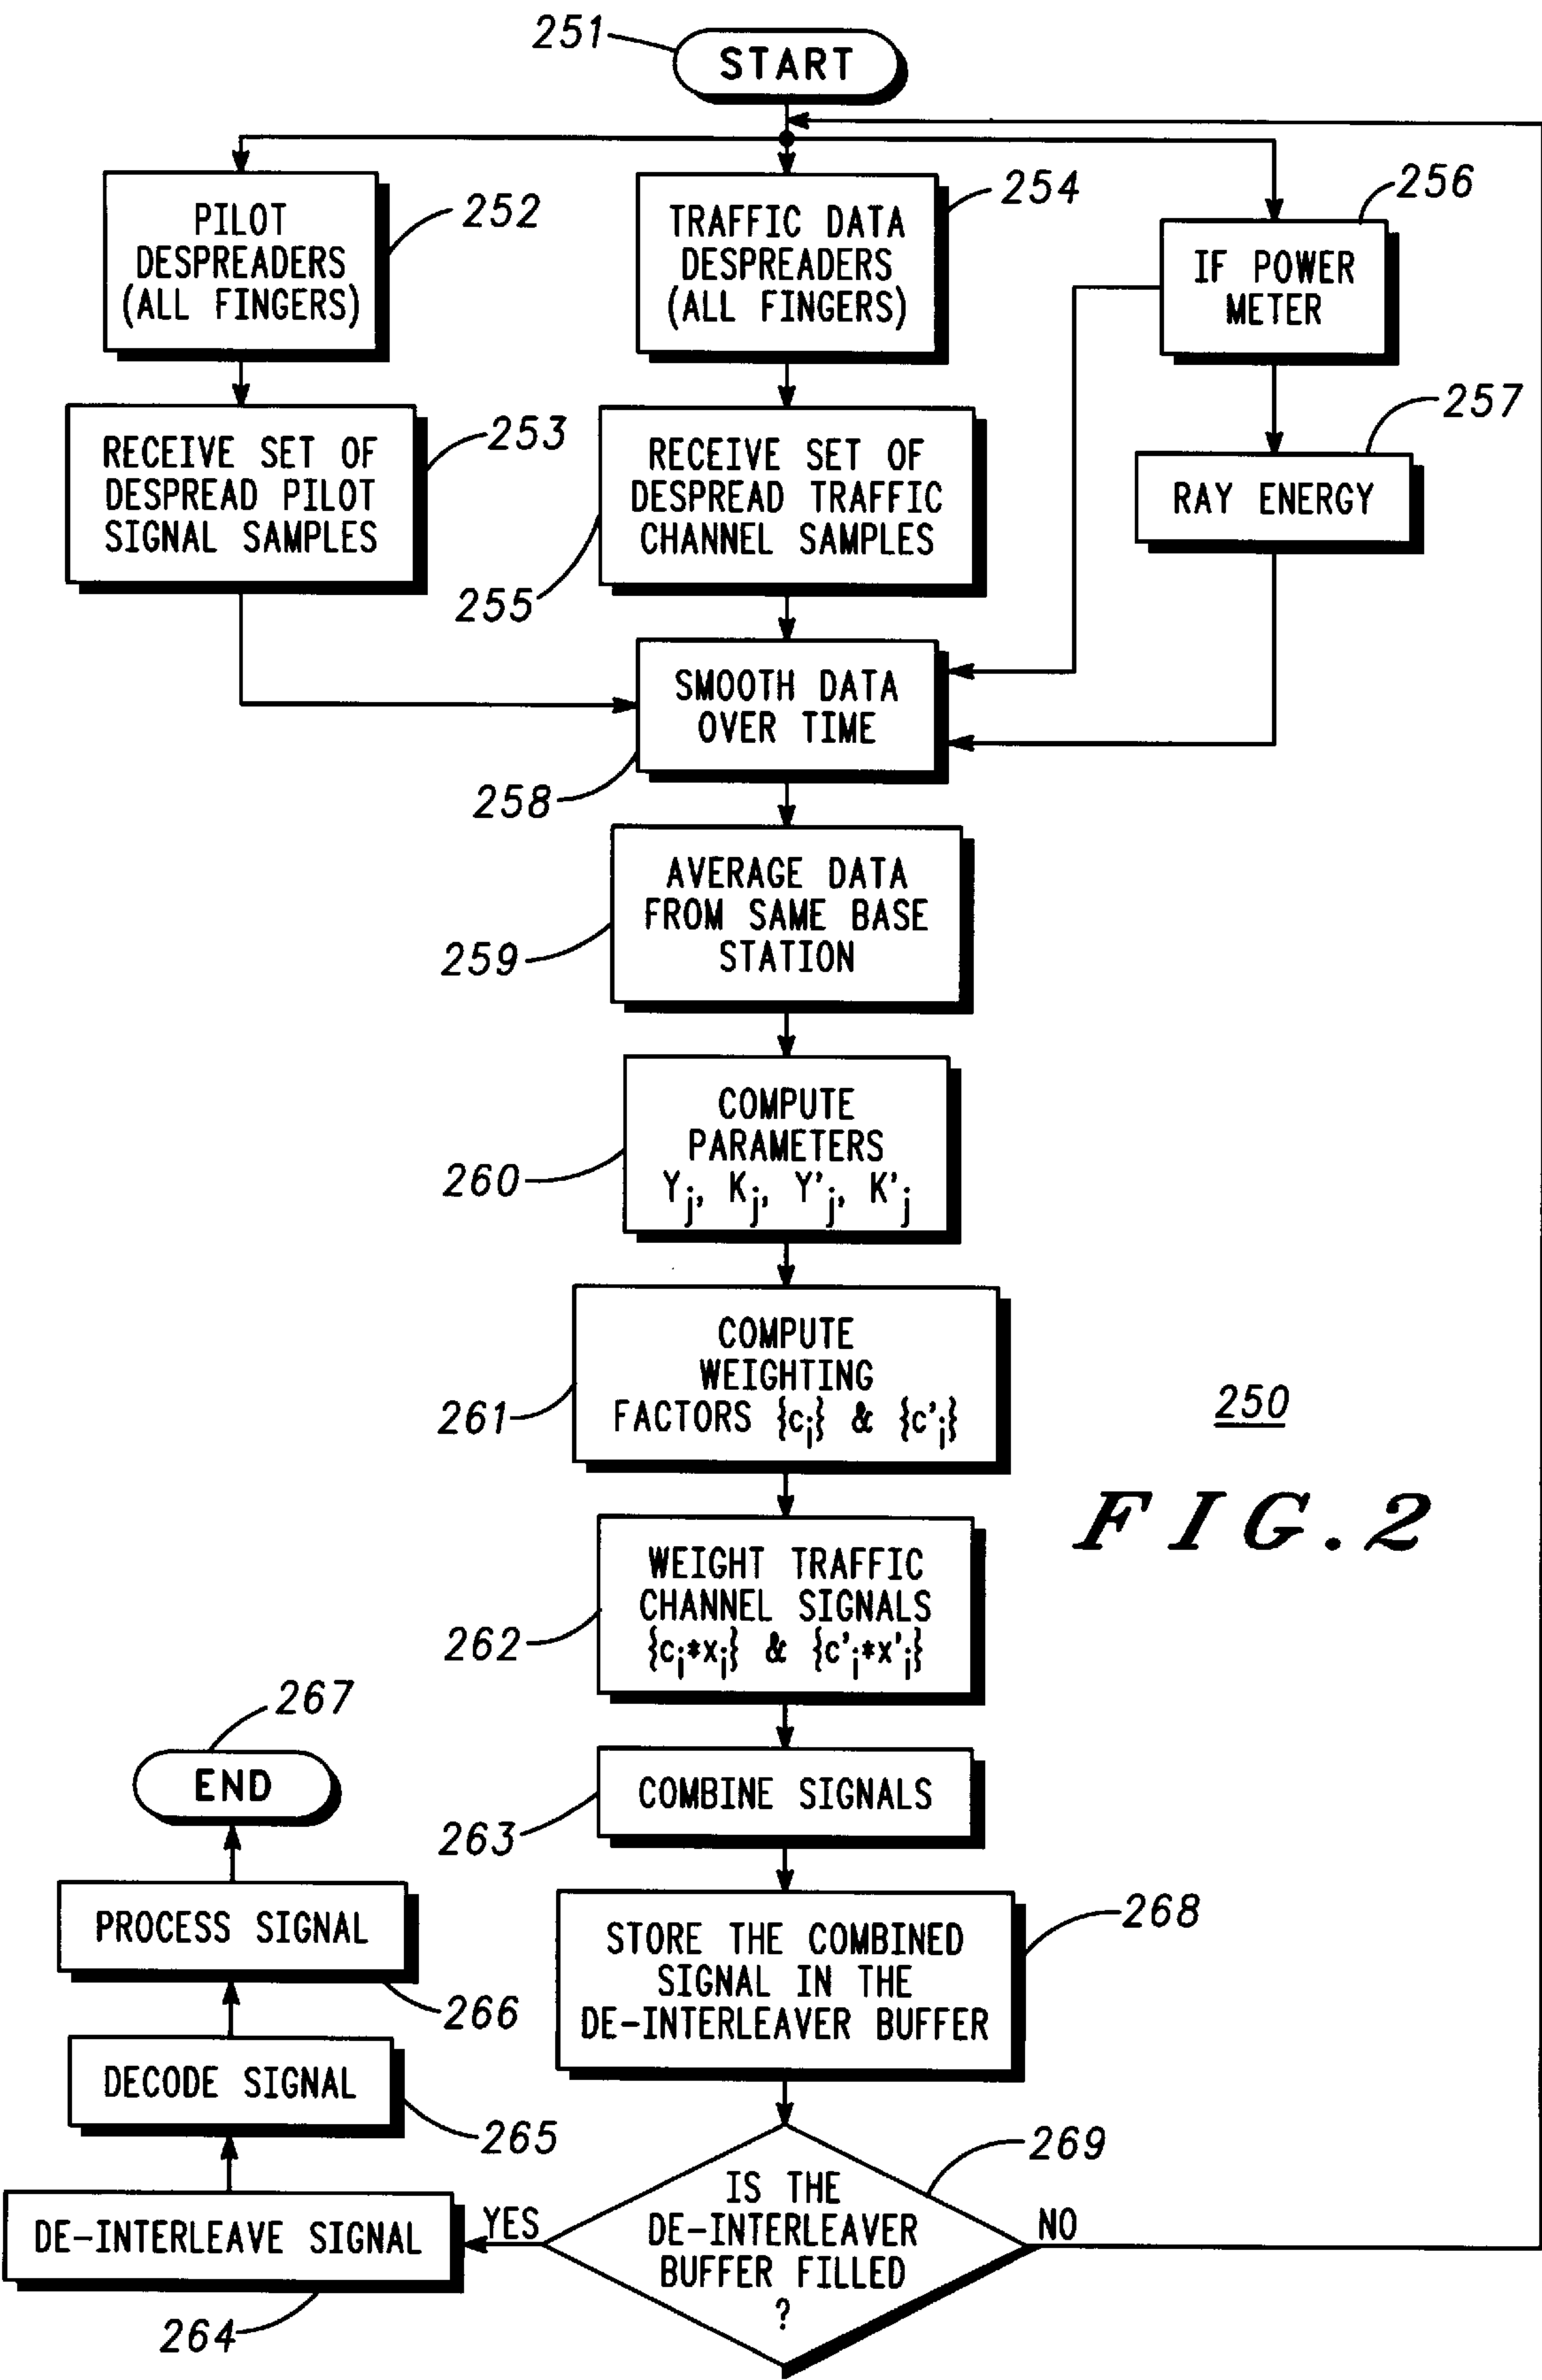 251
START
PILOT
DESPREADERS
(ALL FINGERS)
252
TRAFFIC DATA
DESPREADERS
(ALL FINGERS)
254
IF POWER
METER
256
RECEIVE SET OF
DESPREAD PILOT
SIGNAL SAMPLES
253
RECEIVE SET OF
DESPREAD TRAFFIC
CHANNEL SAMPLES
255
RAY ENERGY
257
SMOOTH DATA
OVER TIME
258
AVERAGE DATA
FROM SAME BASE
STATION
259
COMPUTE
PARAMETERS
Yj, Kj, Y'j, K'j
260
COMPUTE
WEIGHTING
FACTORS {ci} & {c'i}
261
250
FIG.2
WEIGHT TRAFFIC
CHANNEL SIGNALS
{ci*xi} & {c'i*x'i}
262
COMBINE SIGNALS
263
STORE THE COMBINED
SIGNAL IN THE
DE-INTERLEAVER BUFFER
268
IS THE
DE-INTERLEAVER
BUFFER FILLED
?
269
YES
NO
DE-INTERLEAVE SIGNAL
264
DECODE SIGNAL
265
PROCESS SIGNAL
266
END
267